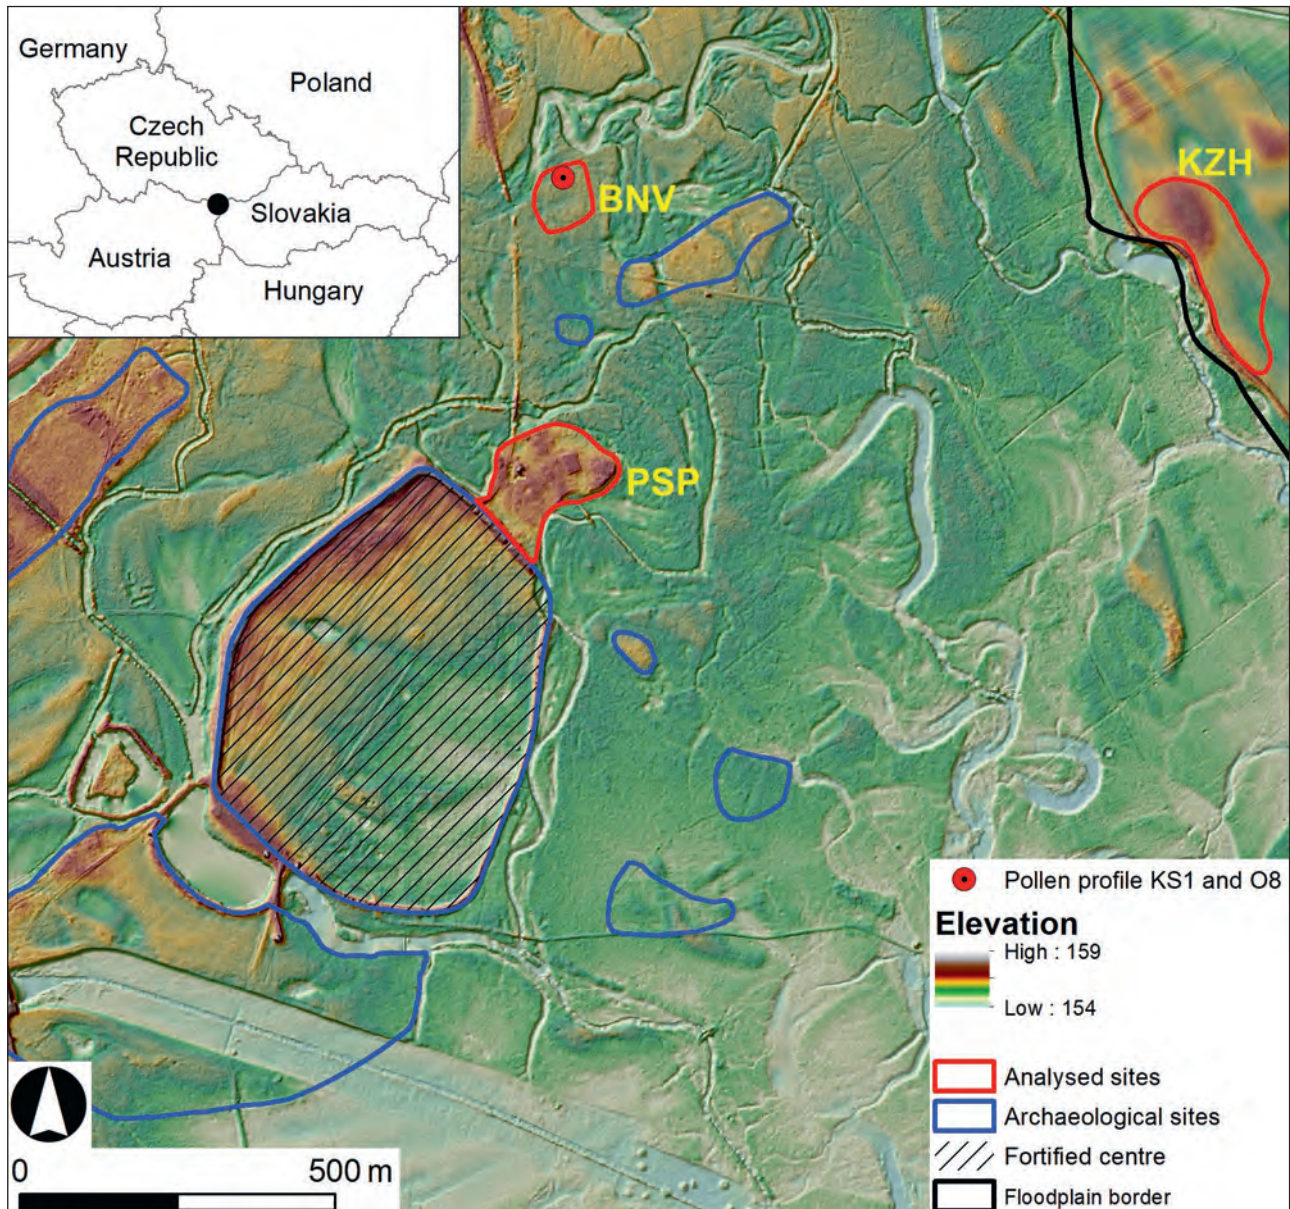 Germany
Poland
Czech
Republic
Slovakia
Austria
Hungary
BNV
KZH
PSP
Pollen profile KS1 and O8
Elevation
High : 159
Low : 154
Analysed sites
Archaeological sites
Fortified centre
Floodplain border
0 500 m